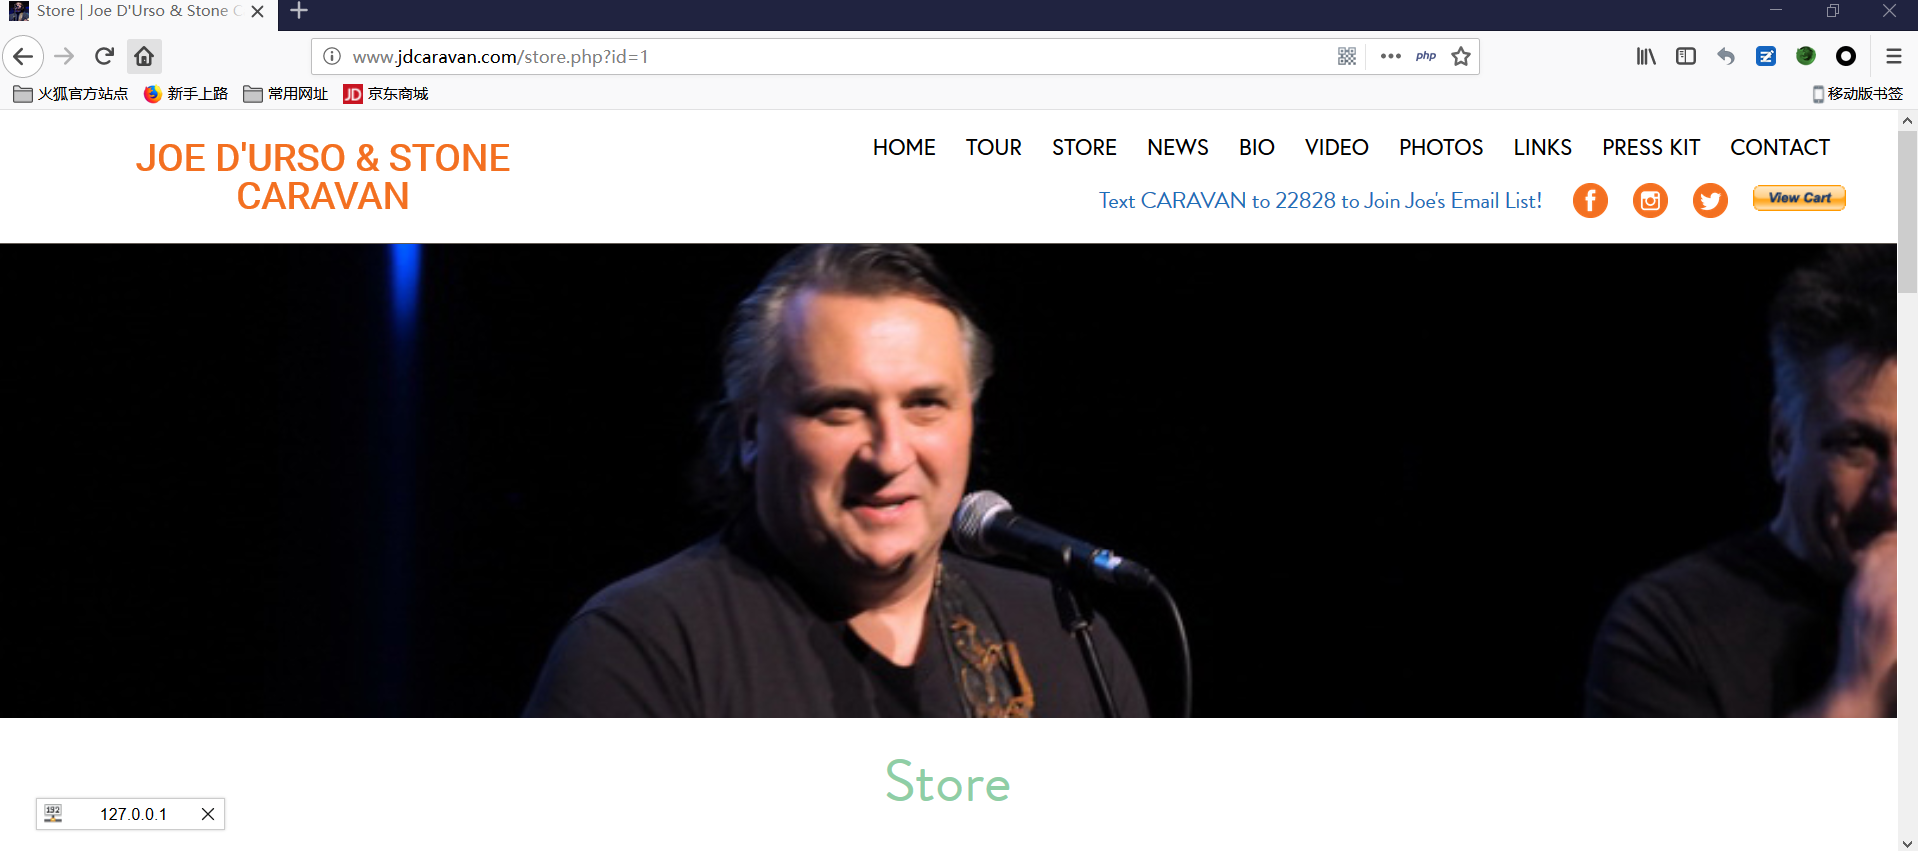 Store | Joe D'Urso & Stone C
www.jdcaravan.com/store.php?id=1
php
火狐官方站点
新手上路
常用网址
JD
京东商城
移动版书签
JOE D'URSO & STONE
CARAVAN
HOME TOUR STORE NEWS BIO VIDEO PHOTOS LINKS PRESS KIT CONTACT
Text CARAVAN to 22828 to Join Joe's Email List!
View Cart
Store
192
127.0.0.1